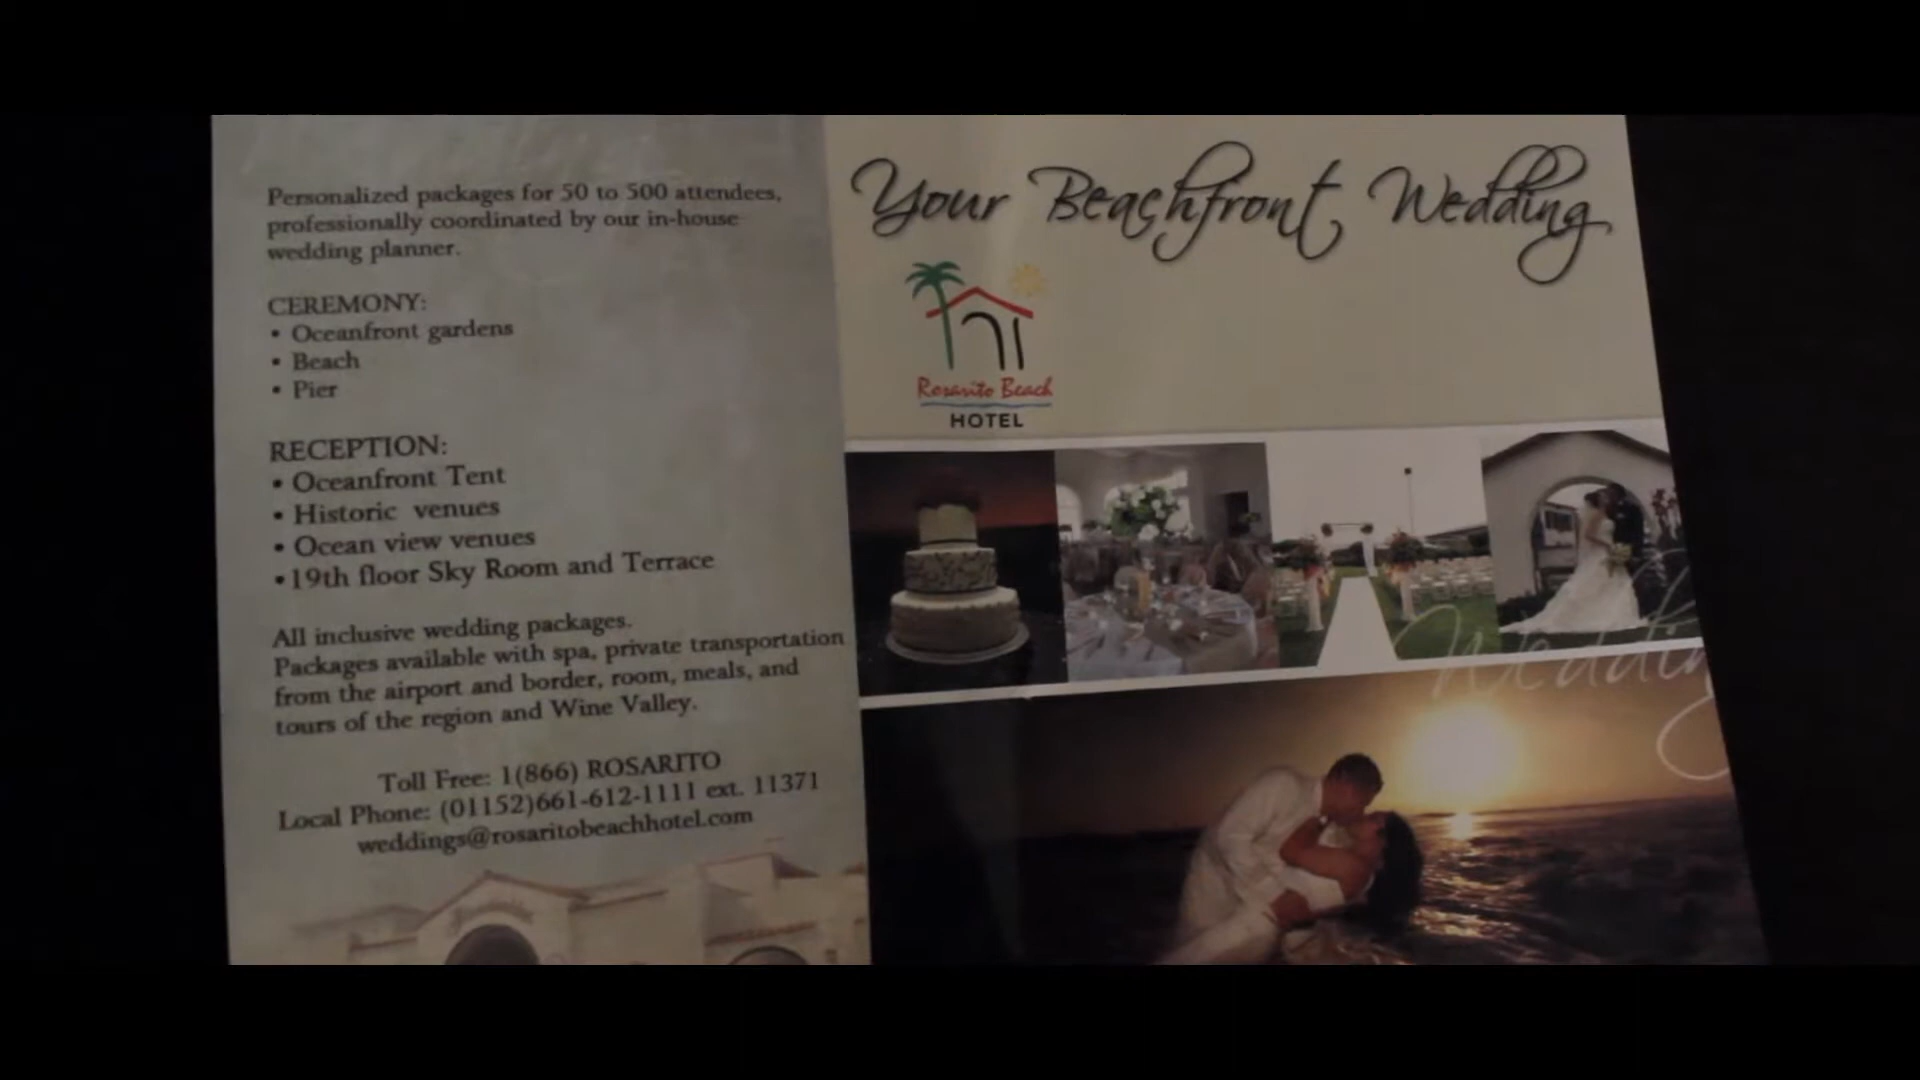 Personalized packages for 50 to 500 attendees,
professionally coordinated by our in-house
wedding planner.
CEREMONY:
• Oceanfront gardens
• Beach
• Pier
RECEPTION:
• Oceanfront Tent
• Historic venues
• Ocean view venues
•19th floor Sky Room and Terrace
All inclusive wedding packages.
Packages available with spa, private transportation
from the airport and border, room, meals, and
tours of the region and Wine Valley.
Toll Free: 1(866) ROSARITO
Local Phone: (01152)661-612-1111 ext. 11371
weddings@rosaritobeachhotel.com
Your Beachfront Wedding
Rosarito Beach
HOTEL